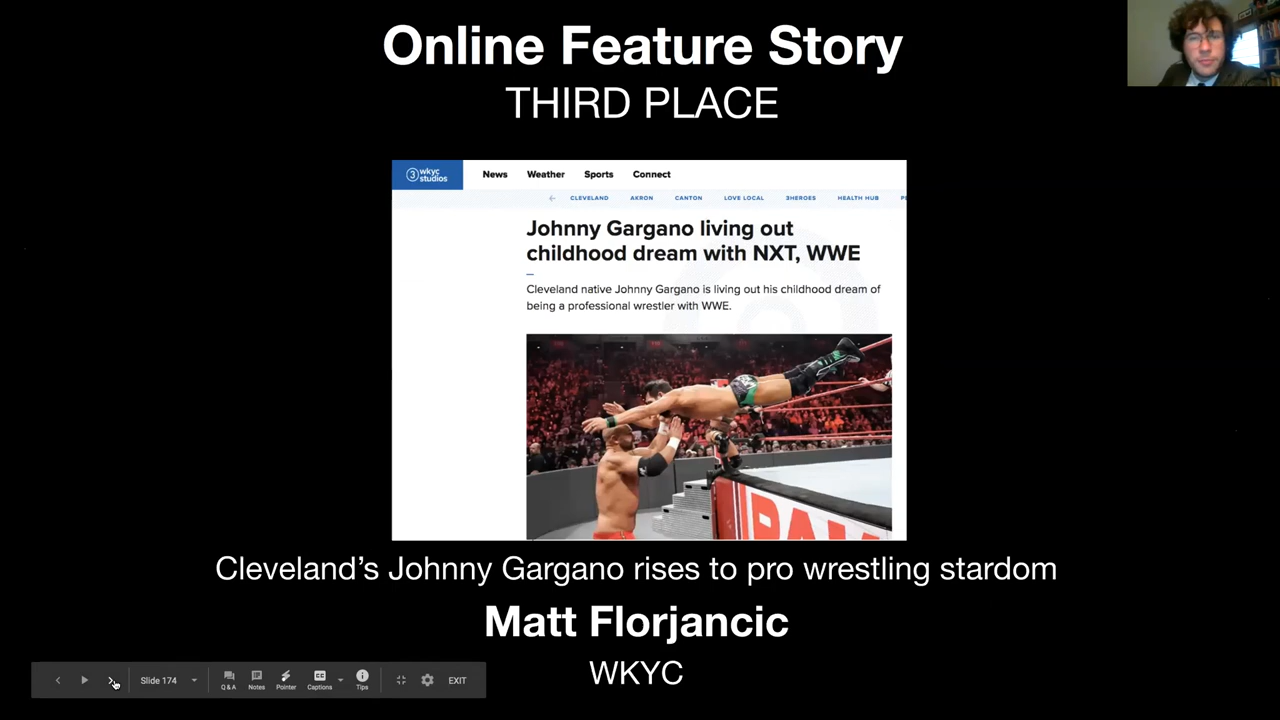 Online Feature Story
THIRD PLACE
3 wkyc studios
News Weather Sports Connect
CLEVELAND AKRON CANTON LOVE LOCAL 3HEROES HEALTH HUB
Johnny Gargano living out
childhood dream with NXT, WWE
Cleveland native Johnny Gargano is living out his childhood dream of
being a professional wrestler with WWE.
Cleveland’s Johnny Gargano rises to pro wrestling stardom
Matt Florjancic
WKYC
Slide 174 Q & A Notes Pointer CC Captions Tips EXIT